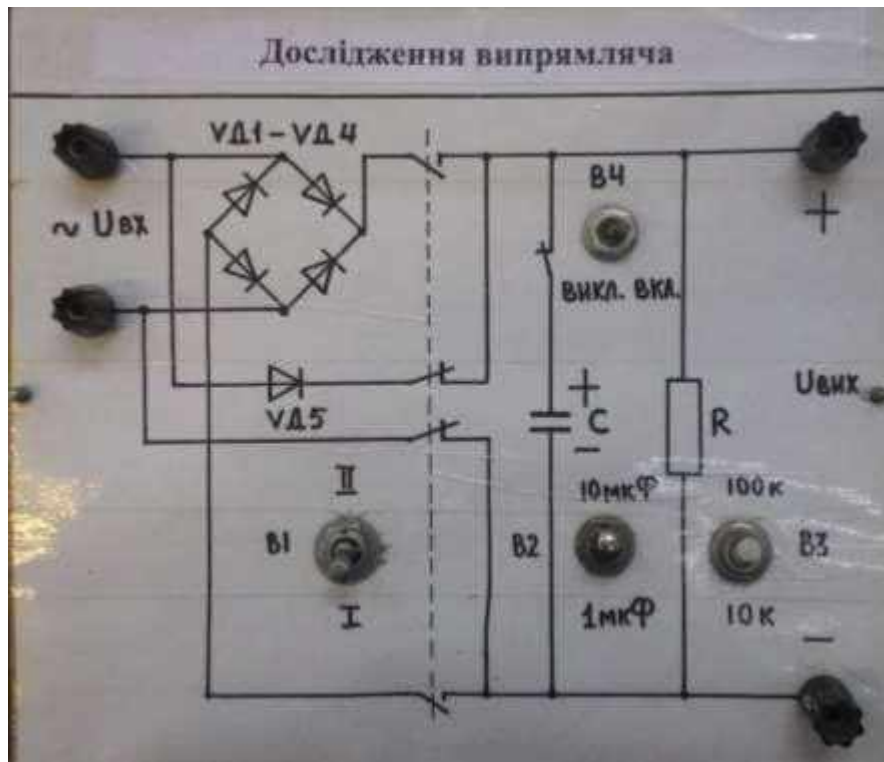 Дослідження випрямляча
VД1-VД4
В4
~ Uвх
+
викл. вкл.
+
Uвих
VД5
C
R
-
II
10мкФ
100к
В1
В2
В3
I
1мкФ
10к
-